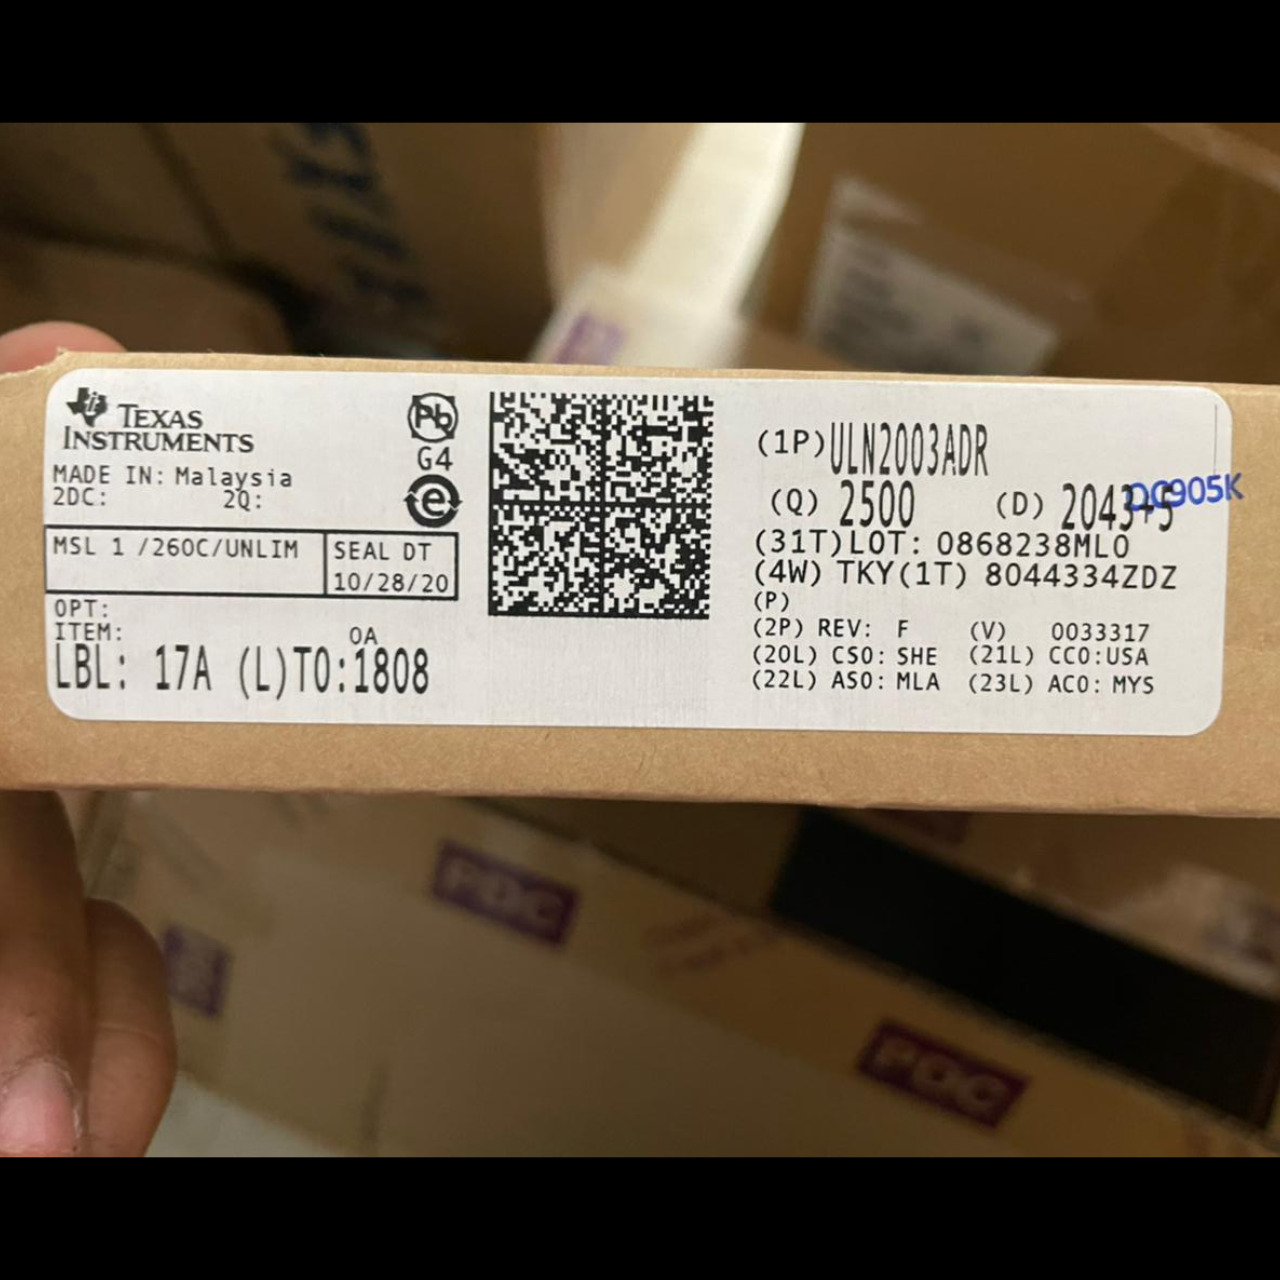 TEXAS
INSTRUMENTS
MADE IN: Malaysia
2DC: 2Q:
Pb
G4
e
MSL 1 /260C/UNLIM
SEAL DT
10/28/20
OPT:
ITEM:
0A
LBL: 17A (L)TO:1808
(1P)ULN2003ADR
(Q) 2500 (D) 2043+5
(31T)LOT: 0868238ML0
(4W) TKY(1T) 8044334ZDZ
(P)
(2P) REV: F (V) 0033317
(20L) CSO: SHE (21L) CCO:USA
(22L) ASO: MLA (23L) ACO: MYS
PDC
PDC